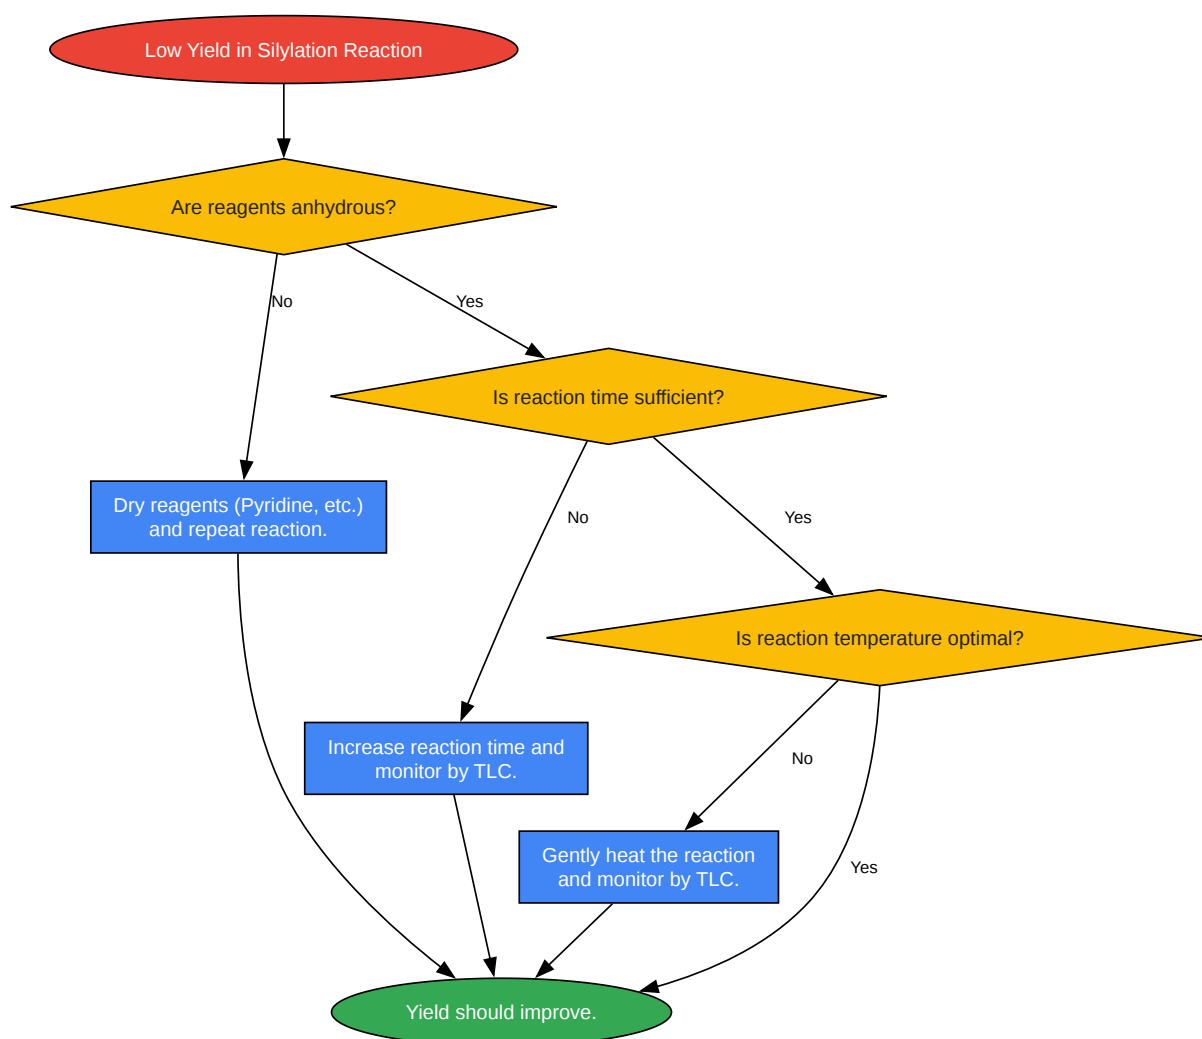 Low Yield in Silylation Reaction
Are reagents anhydrous?
No
Yes
Is reaction time sufficient?
Dry reagents (Pyridine, etc.)
and repeat reaction.
No
Yes
Is reaction temperature optimal?
Increase reaction time and
monitor by TLC.
No
Gently heat the reaction
and monitor by TLC.
Yes
Yield should improve.